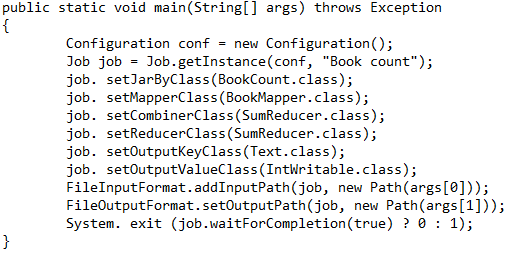 public static void main(String[] args) throws Exception
{
Configuration conf = new Configuration();
Job job = Job.getInstance(conf, "Book count");
job. setJarByClass(BookCount.class);
job. setMapperClass(BookMapper.class);
job. setCombinerClass(SumReducer.class);
job. setReducerClass(SumReducer.class);
job. setOutputKeyClass(Text.class);
job. setOutputValueClass(IntWritable.class);
FileInputFormat.addInputPath(job, new Path(args[0]));
FileOutputFormat.setOutputPath(job, new Path(args[1]));
System. exit (job.waitForCompletion(true) ? 0 : 1);
}